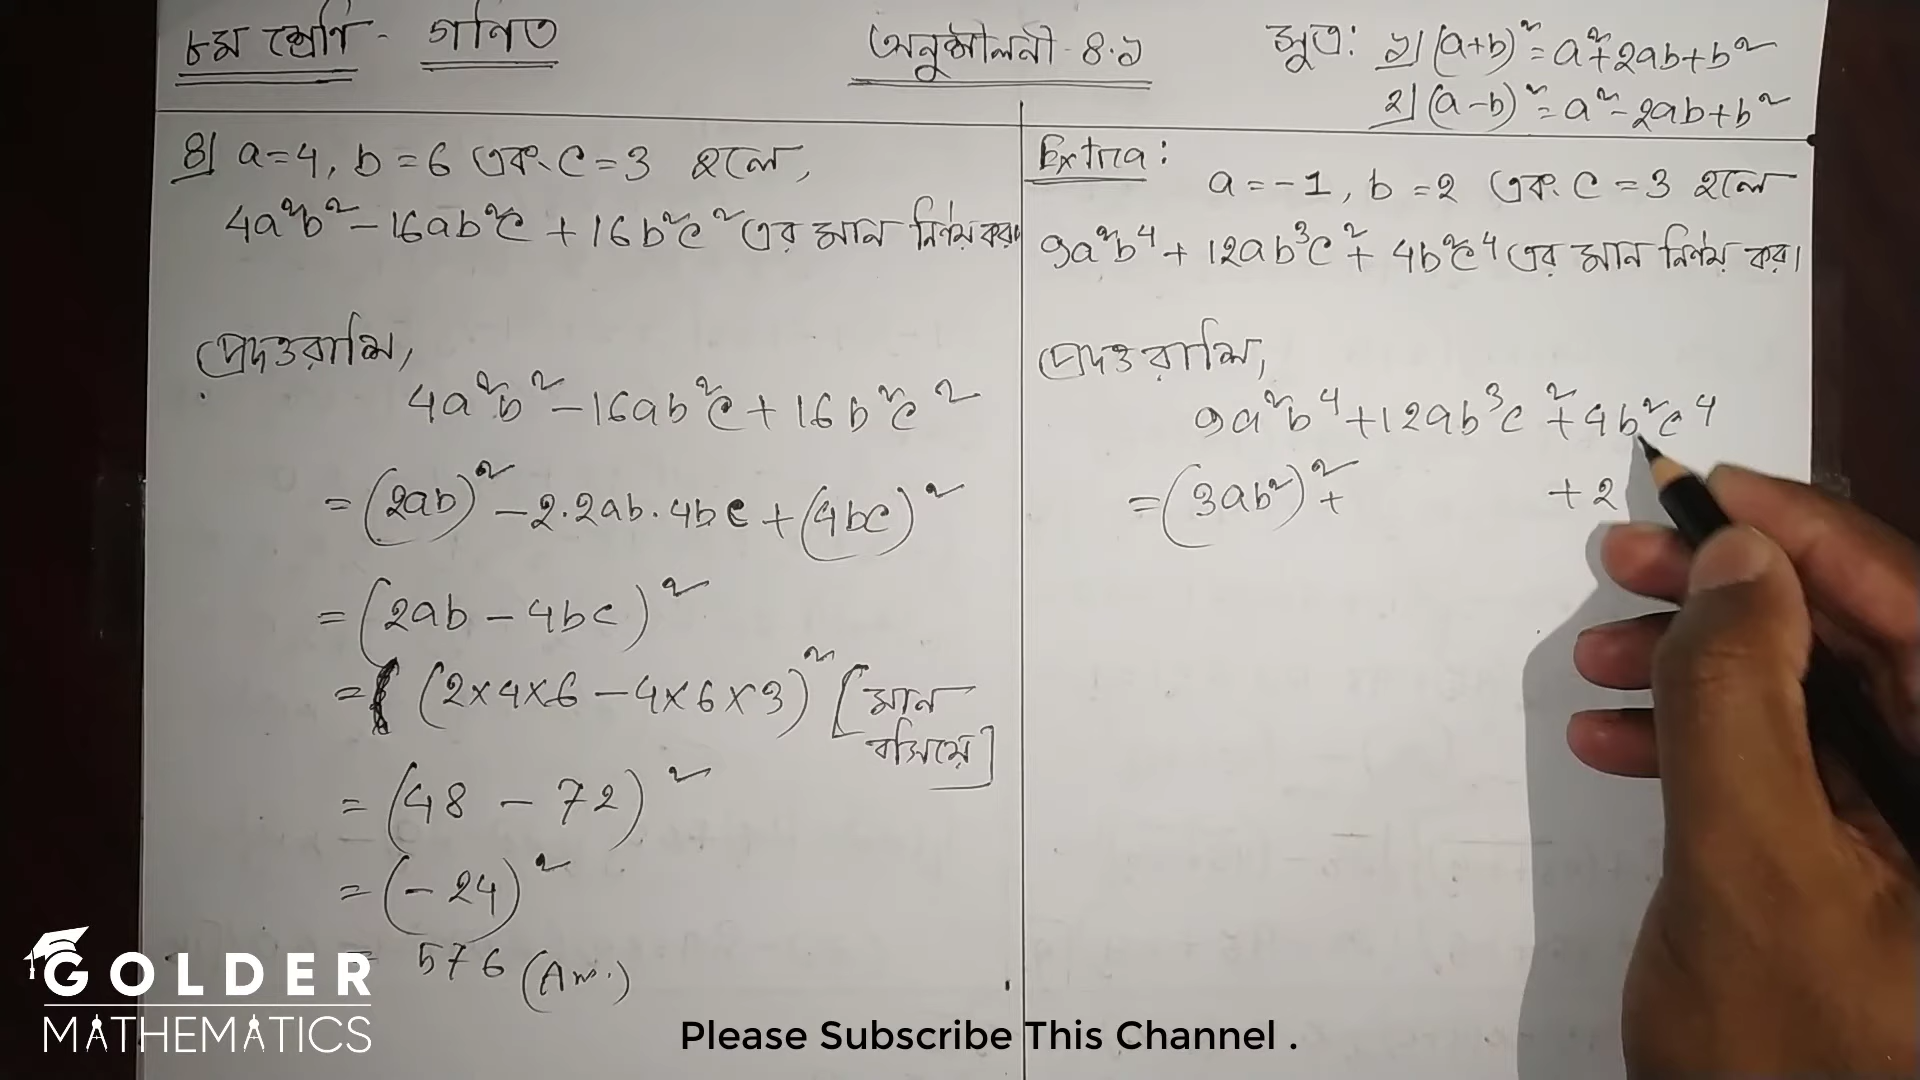 ৮ম শ্রেণি - গনিত
অনুশীলনী - ৪.১
সূত্র: ১| (a+b)² = a²+2ab+b²
২| (a-b)² = a²-2ab+b²
৪| a=4, b=6 এবং c=3 হলে,
4a²b² - 16ab²c + 16b²c² এর মান নির্ণয় কর।
প্রদত্তরাশি,
4a²b² - 16ab²c + 16b²c²
= (2ab)² - 2.2ab.4bc + (4bc)²
= (2ab - 4bc)²
= (2×4×6 - 4×6×3)² [মান
বসিয়ে]
= (48 - 72)²
= (-24)²
= 576 (Ans.)
Extra:
a = -1, b = 2 এবং c = 3 হলে
9a²b⁴ + 12ab³c² + 4b²c⁴ এর মান নির্ণয় কর।
প্রদত্ত রাশি,
9a²b⁴ + 12ab³c² + 4b²c⁴
= (3ab²)² + + 2
GOLDER
MATHEMATICS
Please Subscribe This Channel .